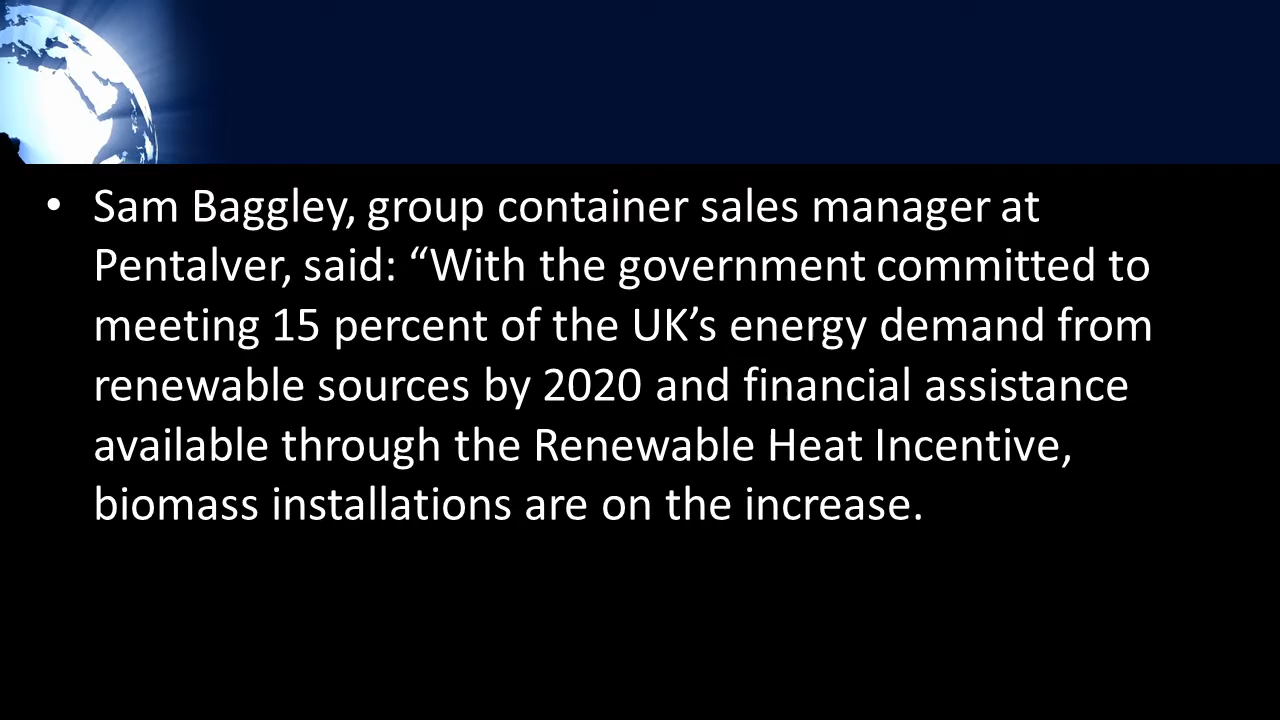 • Sam Baggley, group container sales manager at
Pentalver, said: “With the government committed to
meeting 15 percent of the UK’s energy demand from
renewable sources by 2020 and financial assistance
available through the Renewable Heat Incentive,
biomass installations are on the increase.